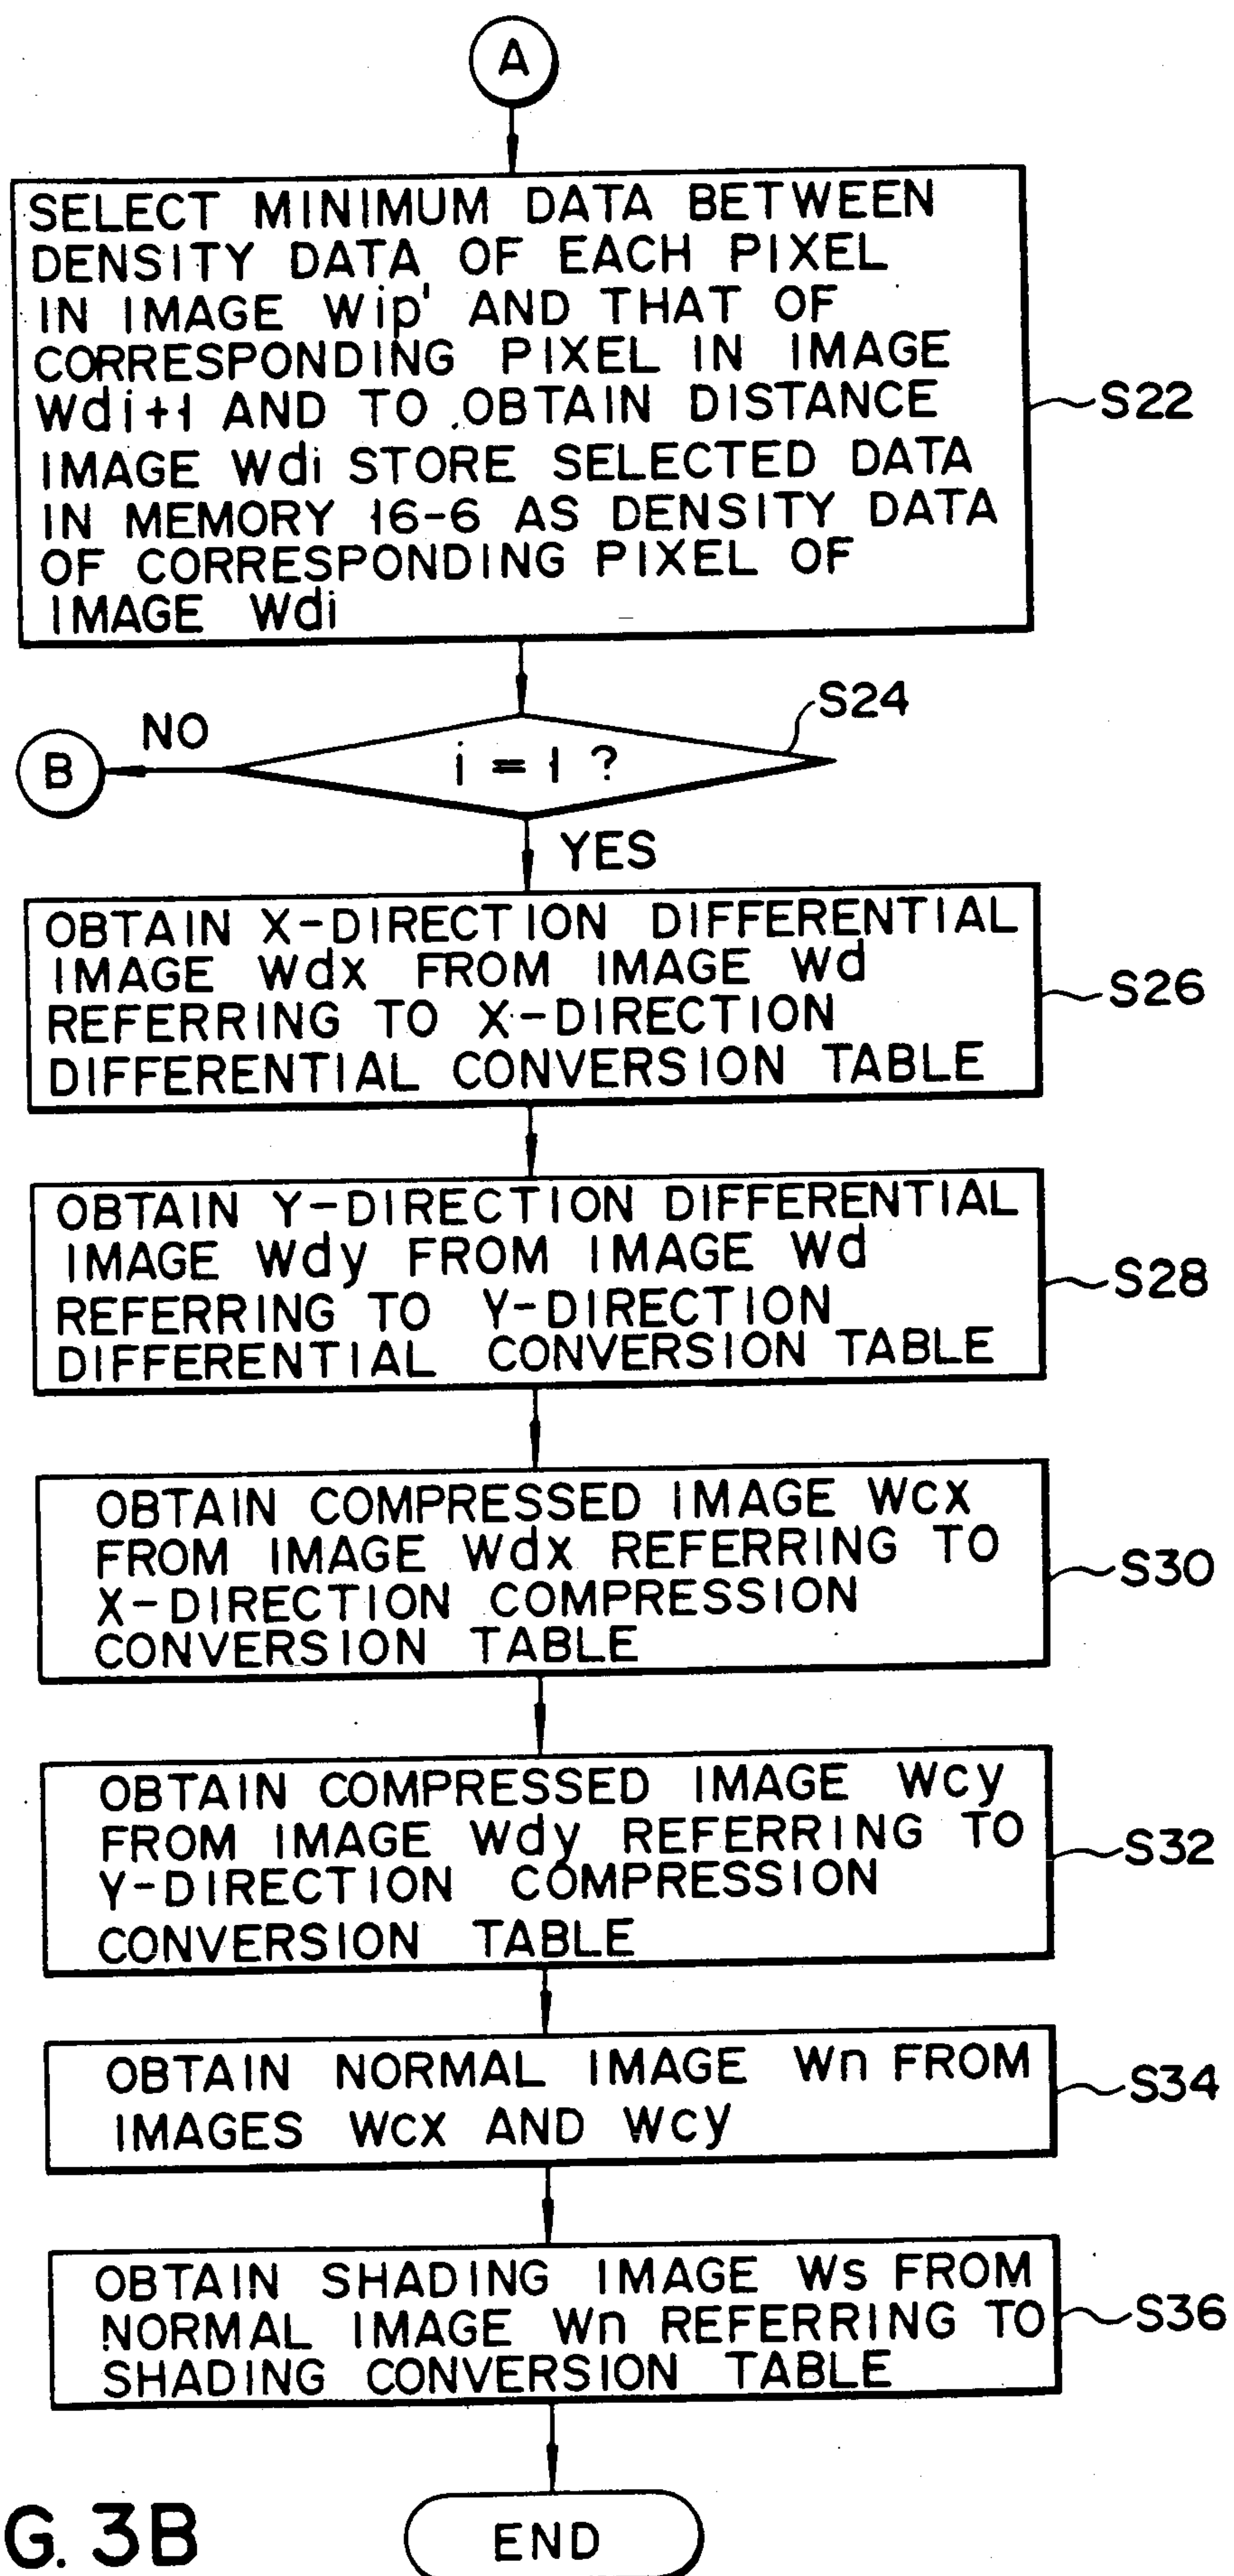 A
SELECT MINIMUM DATA BETWEEN
DENSITY DATA OF EACH PIXEL
IN IMAGE Wip' AND THAT OF
CORRESPONDING PIXEL IN IMAGE
Wdi+1 AND TO OBTAIN DISTANCE
IMAGE Wdi STORE SELECTED DATA
IN MEMORY 16-6 AS DENSITY DATA
OF CORRESPONDING PIXEL OF
IMAGE Wdi
S22
S24
NO
B
i = 1 ?
YES
OBTAIN X-DIRECTION DIFFERENTIAL
IMAGE Wdx FROM IMAGE Wd
REFERRING TO X-DIRECTION
DIFFERENTIAL CONVERSION TABLE
S26
OBTAIN Y-DIRECTION DIFFERENTIAL
IMAGE Wdy FROM IMAGE Wd
REFERRING TO Y-DIRECTION
DIFFERENTIAL CONVERSION TABLE
S28
OBTAIN COMPRESSED IMAGE Wcx
FROM IMAGE Wdx REFERRING TO
X-DIRECTION COMPRESSION
CONVERSION TABLE
S30
OBTAIN COMPRESSED IMAGE Wcy
FROM IMAGE Wdy REFERRING TO
Y-DIRECTION COMPRESSION
CONVERSION TABLE
S32
OBTAIN NORMAL IMAGE Wn FROM
IMAGES Wcx AND Wcy
S34
OBTAIN SHADING IMAGE Ws FROM
NORMAL IMAGE Wn REFERRING TO
SHADING CONVERSION TABLE
S36
END
G. 3B